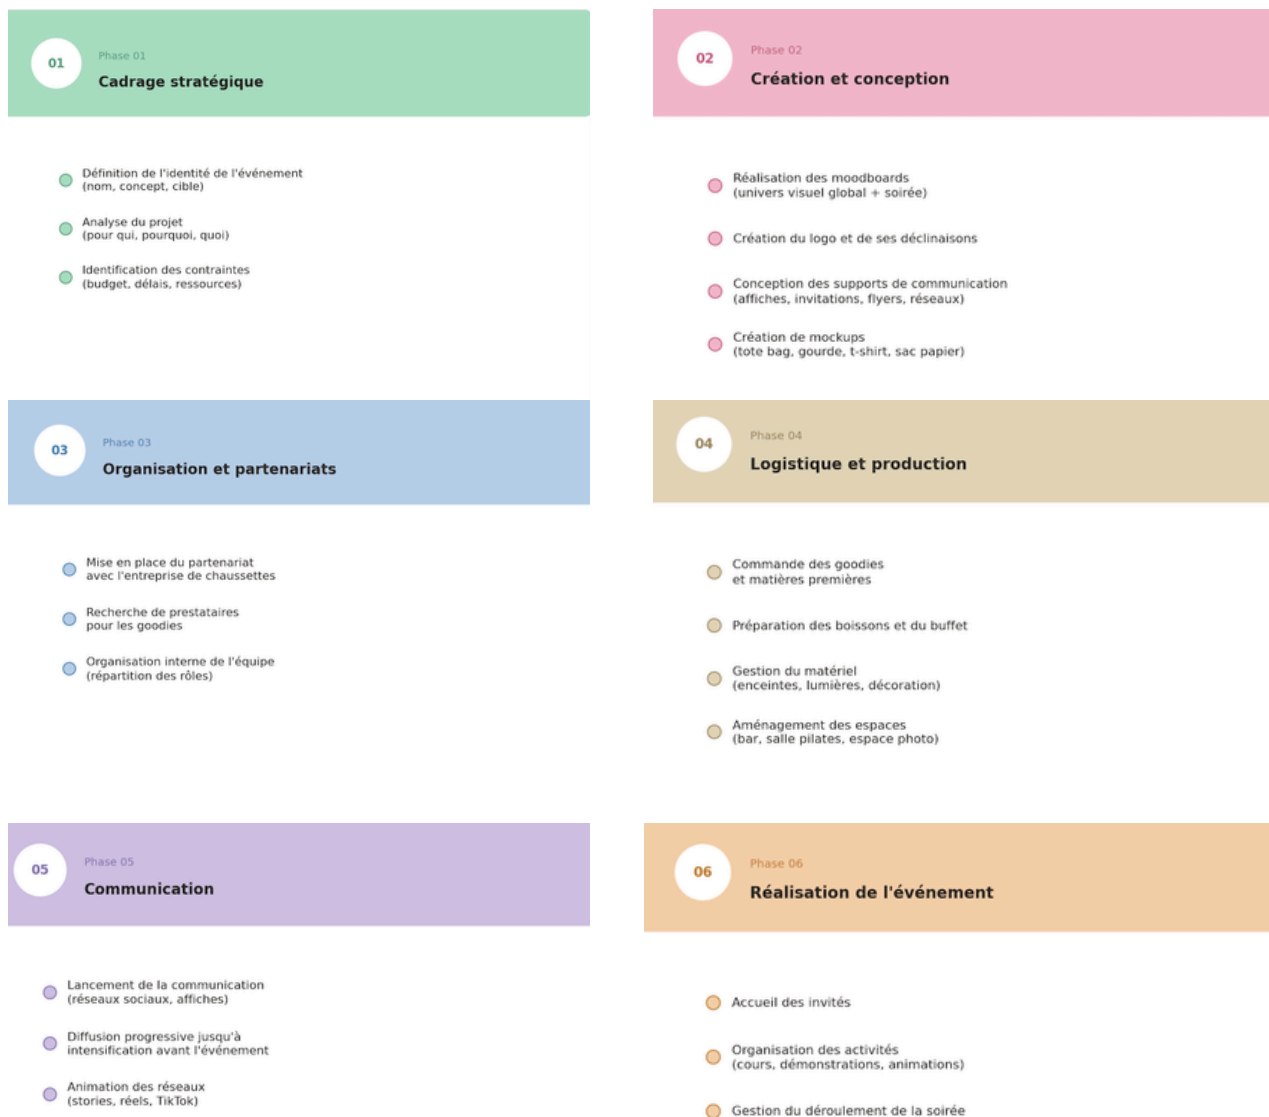 01
Phase 01
Cadrage stratégique
Définition de l'identité de l'événement
(nom, concept, cible)
Analyse du projet
(pour qui, pourquoi, quoi)
Identification des contraintes
(budget, délais, ressources)
02
Phase 02
Création et conception
Réalisation des moodboards
(univers visuel global + soirée)
Création du logo et de ses déclinaisons
Conception des supports de communication
(affiches, invitations, flyers, réseaux)
Création de mockups
(tote bag, gourde, t-shirt, sac papier)
03
Phase 03
Organisation et partenariats
Mise en place du partenariat
avec l'entreprise de chaussettes
Recherche de prestataires
pour les goodies
Organisation interne de l'équipe
(répartition des rôles)
04
Phase 04
Logistique et production
Commande des goodies
et matières premières
Préparation des boissons et du buffet
Gestion du matériel
(enceintes, lumières, décoration)
Aménagement des espaces
(bar, salle pilates, espace photo)
05
Phase 05
Communication
Lancement de la communication
(réseaux sociaux, affiches)
Diffusion progressive jusqu'à
intensification avant l'événement
Animation des réseaux
(stories, réels, TikTok)
06
Phase 06
Réalisation de l'événement
Accueil des invités
Organisation des activités
(cours, démonstrations, animations)
Gestion du déroulement de la soirée